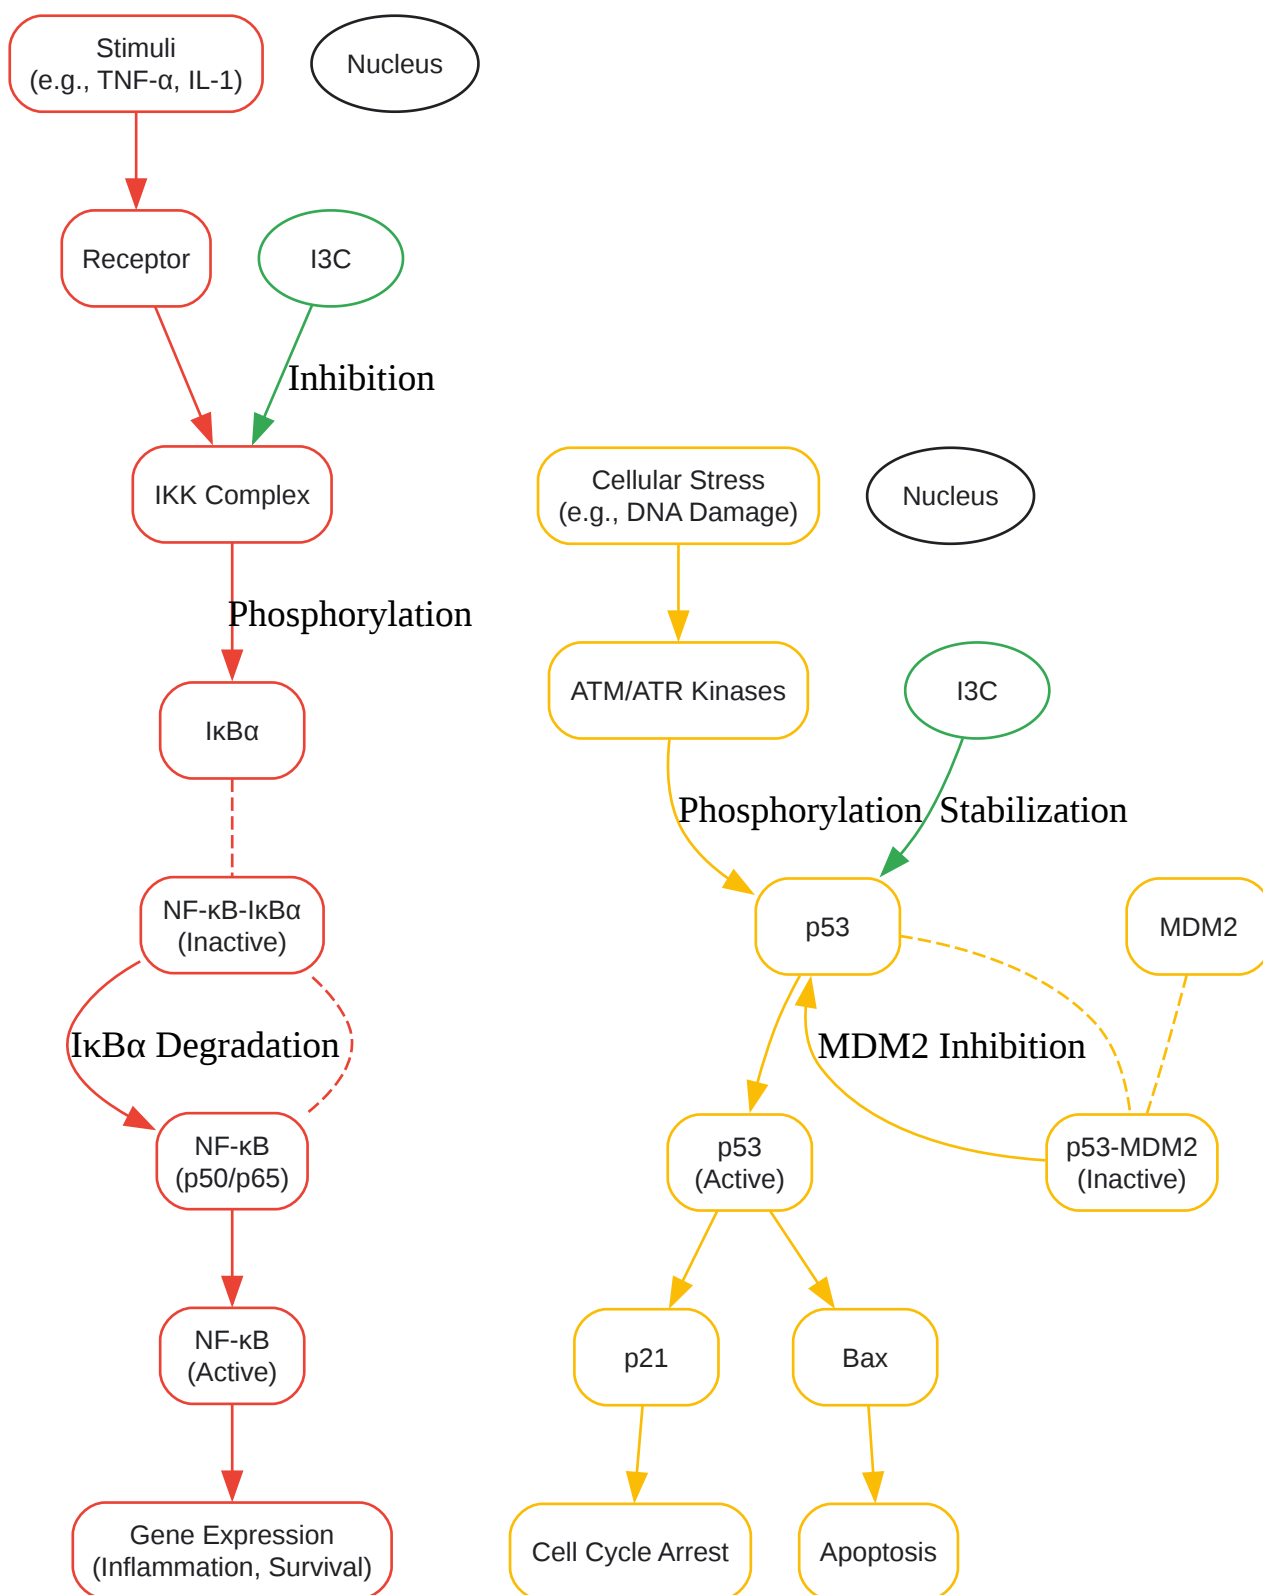 Stimuli
(e.g., TNF-α, IL-1)
Nucleus
Receptor
I3C
Inhibition
IKK Complex
Phosphorylation
IκBα
NF-κB-IκBα
(Inactive)
IκBα Degradation
NF-κB
(p50/p65)
NF-κB
(Active)
Gene Expression
(Inflammation, Survival)
Cellular Stress
(e.g., DNA Damage)
Nucleus
ATM/ATR Kinases
I3C
Phosphorylation
Stabilization
p53
MDM2
MDM2 Inhibition
p53
(Active)
p53-MDM2
(Inactive)
p21
Bax
Cell Cycle Arrest
Apoptosis